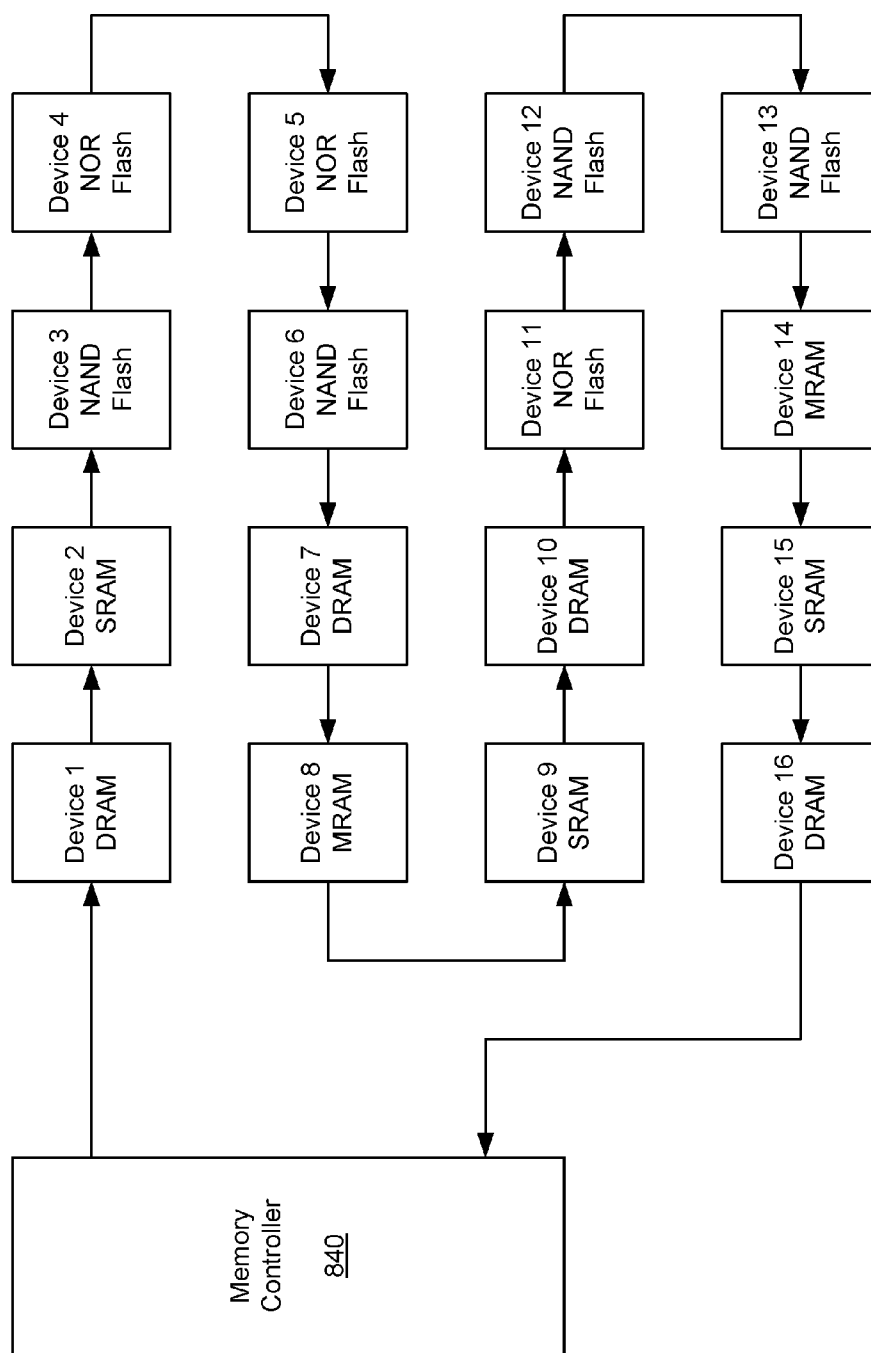 Memory
Controller
840
Device 1
DRAM
Device 2
SRAM
Device 3
NAND
Flash
Device 4
NOR
Flash
Device 5
NOR
Flash
Device 6
NAND
Flash
Device 7
DRAM
Device 8
MRAM
Device 9
SRAM
Device 10
DRAM
Device 11
NOR
Flash
Device 12
NAND
Flash
Device 13
NAND
Flash
Device 14
MRAM
Device 15
SRAM
Device 16
DRAM